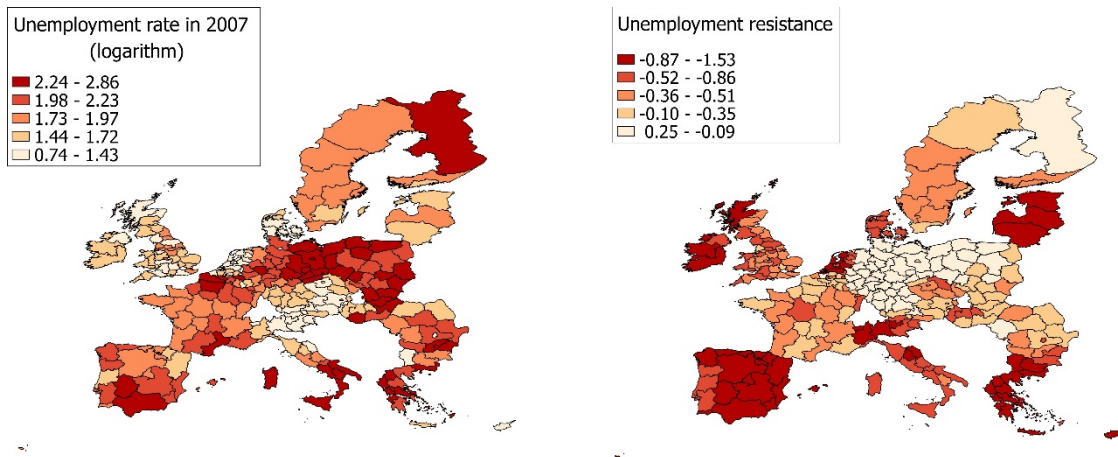 Unemployment rate in 2007
(logarithm)
2.24 - 2.86
1.98 - 2.23
1.73 - 1.97
1.44 - 1.72
0.74 - 1.43
Unemployment resistance
-0.87 - -1.53
-0.52 - -0.86
-0.36 - -0.51
-0.10 - -0.35
0.25 - -0.09